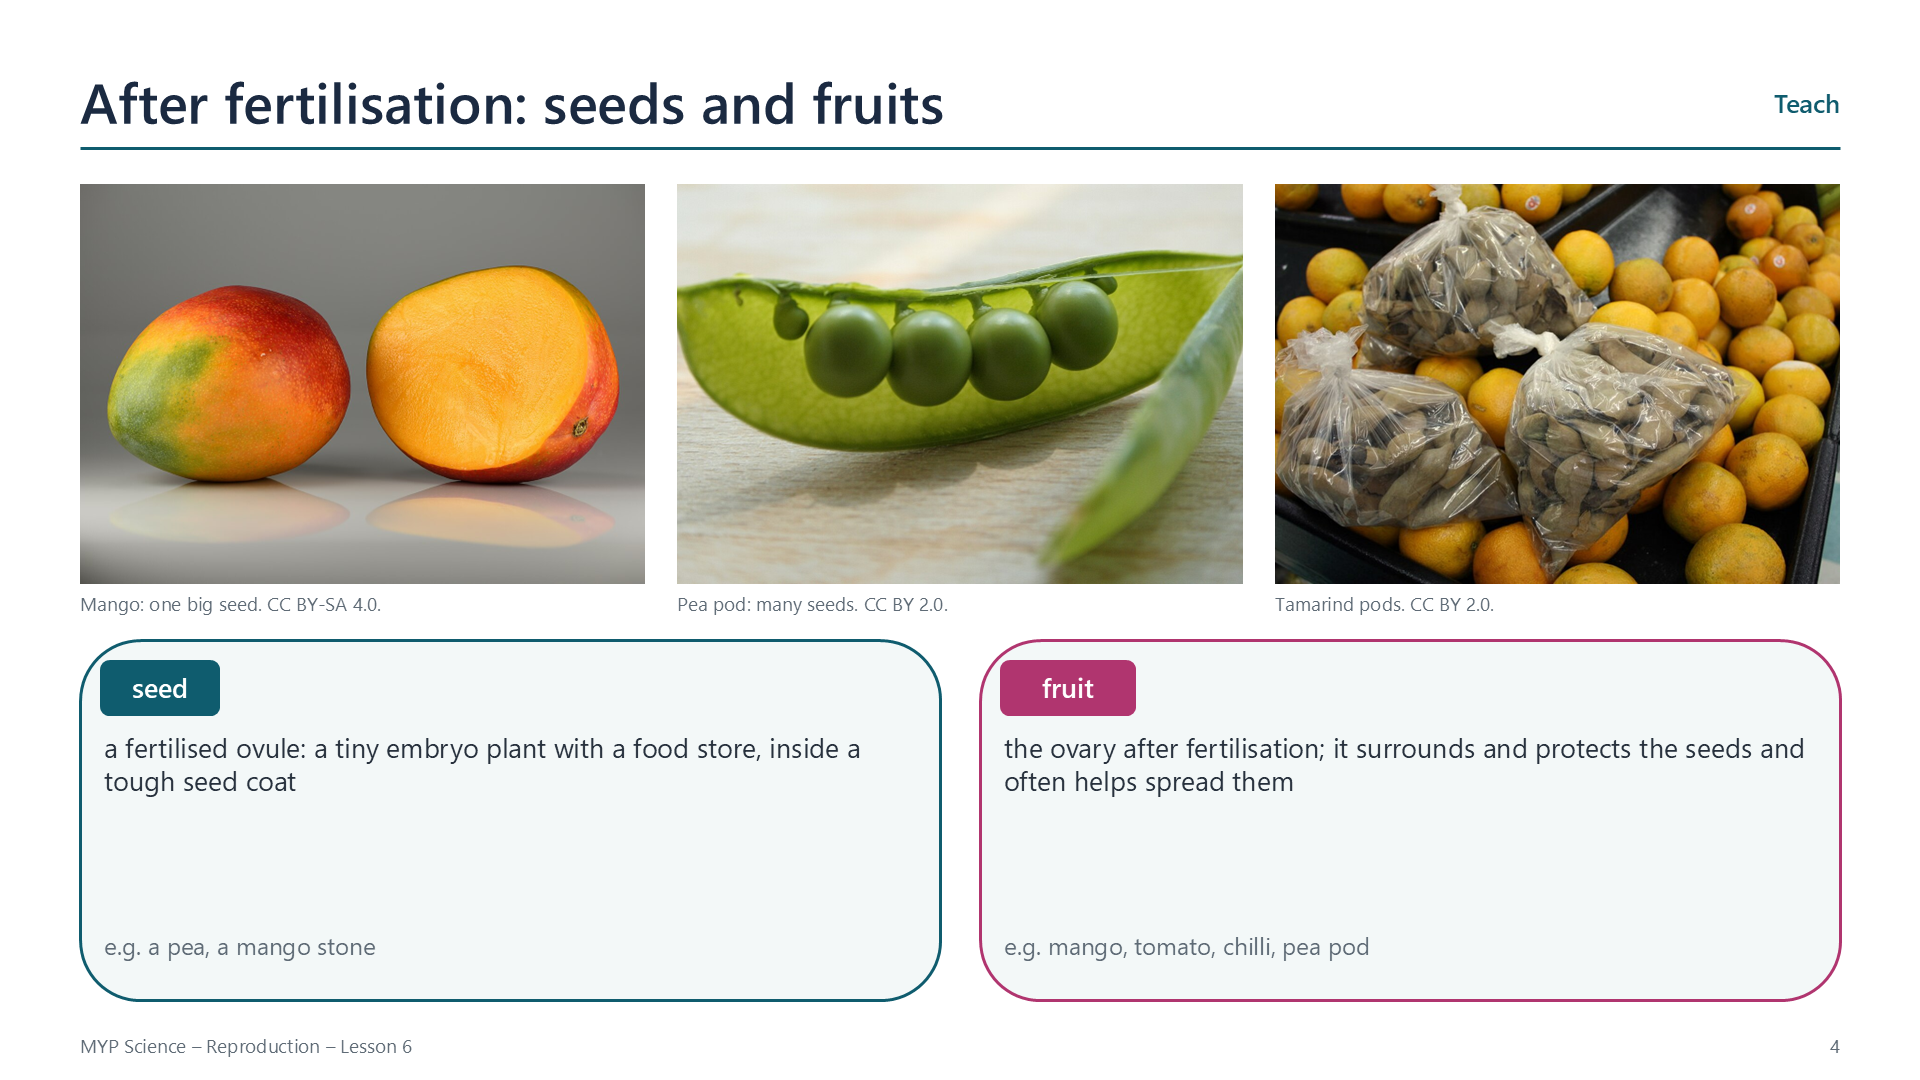 After fertilisation: seeds and fruits
Teach
Mango: one big seed. CC BY-SA 4.0.
Pea pod: many seeds. CC BY 2.0.
Tamarind pods. CC BY 2.0.
seed
a fertilised ovule: a tiny embryo plant with a food store, inside a
tough seed coat
e.g. a pea, a mango stone
fruit
the ovary after fertilisation; it surrounds and protects the seeds and
often helps spread them
e.g. mango, tomato, chilli, pea pod
MYP Science – Reproduction – Lesson 6
4